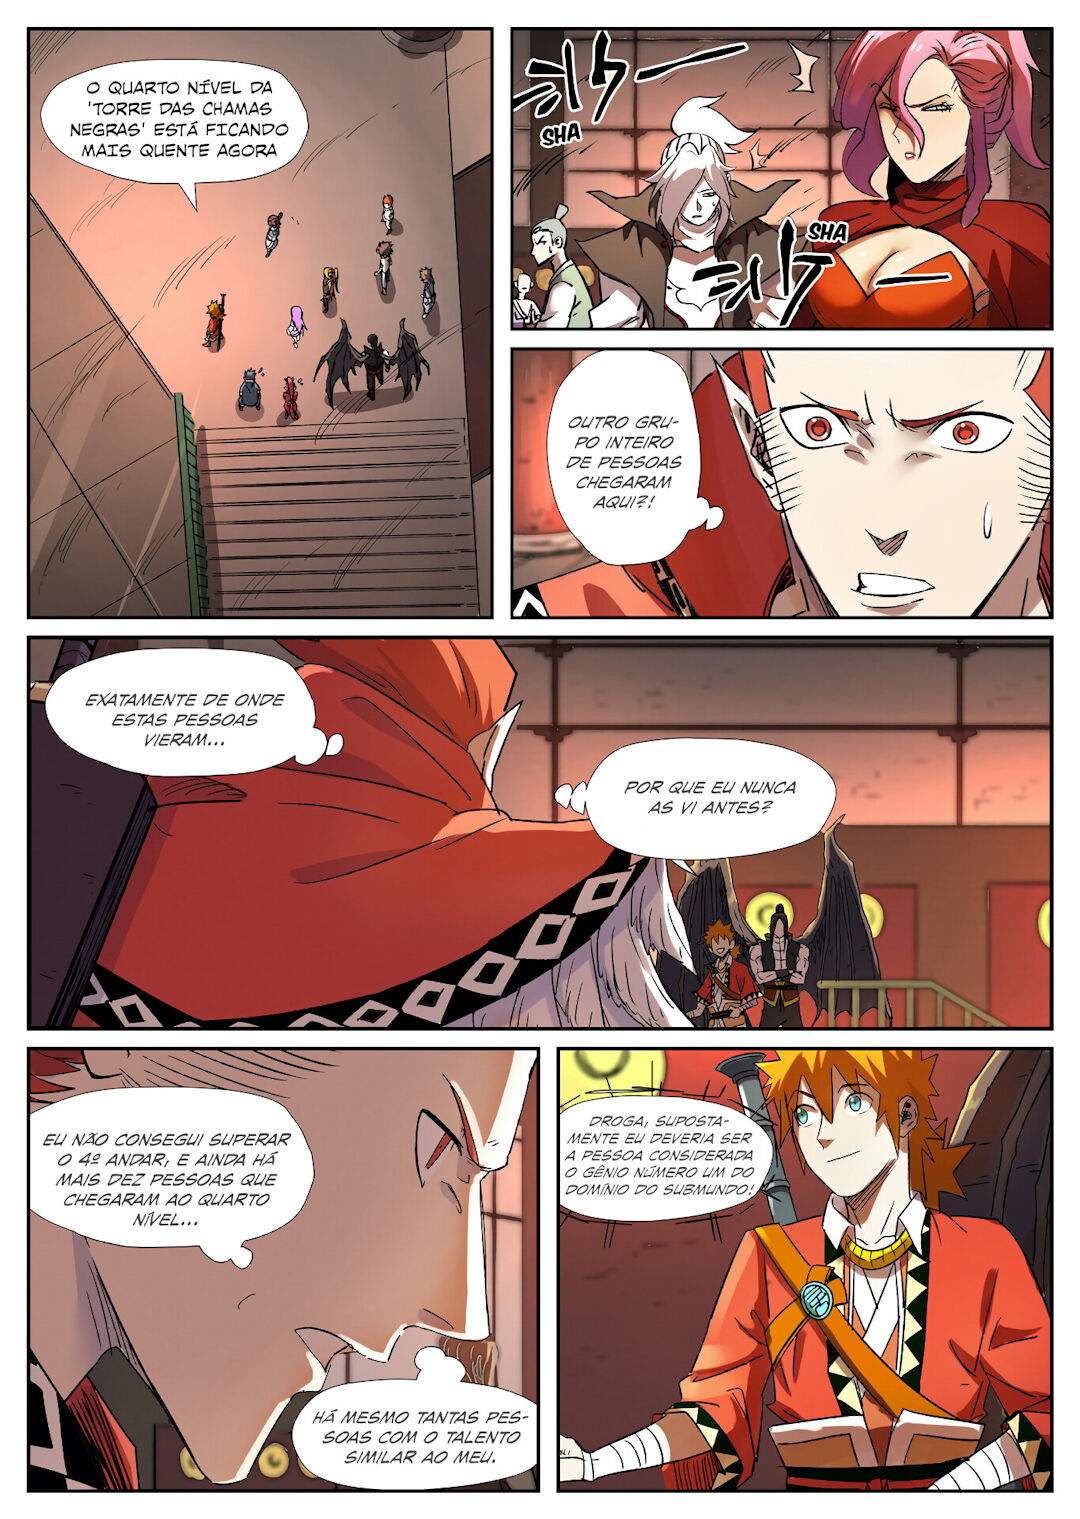 O QUARTO NÍVEL DA
'TORRE DAS CHAMAS
NEGRAS' ESTÁ FICANDO
MAIS QUENTE AGORA
SHA
SHA
OUTRO GRU-
PO INTEIRO
DE PESSOAS
CHEGARAM
AQUI?!
EXATAMENTE DE ONDE
ESTAS PESSOAS
VIERAM...
POR QUE EU NUNCA
AS VI ANTES?
EU NÃO CONSEGUI SUPERAR
O 4º ANDAR, E AINDA HÁ
MAIS DEZ PESSOAS QUE
CHEGARAM AO QUARTO
NÍVEL...
HÁ MESMO TANTAS PES-
SOAS COM O TALENTO
SIMILAR AO MEU.
DROGA, SUPOSTA-
MENTE EU DEVERIA SER
A PESSOA CONSIDERADA
O GÊNIO NÚMERO UM DO
DOMÍNIO DO SUBMUNDO!